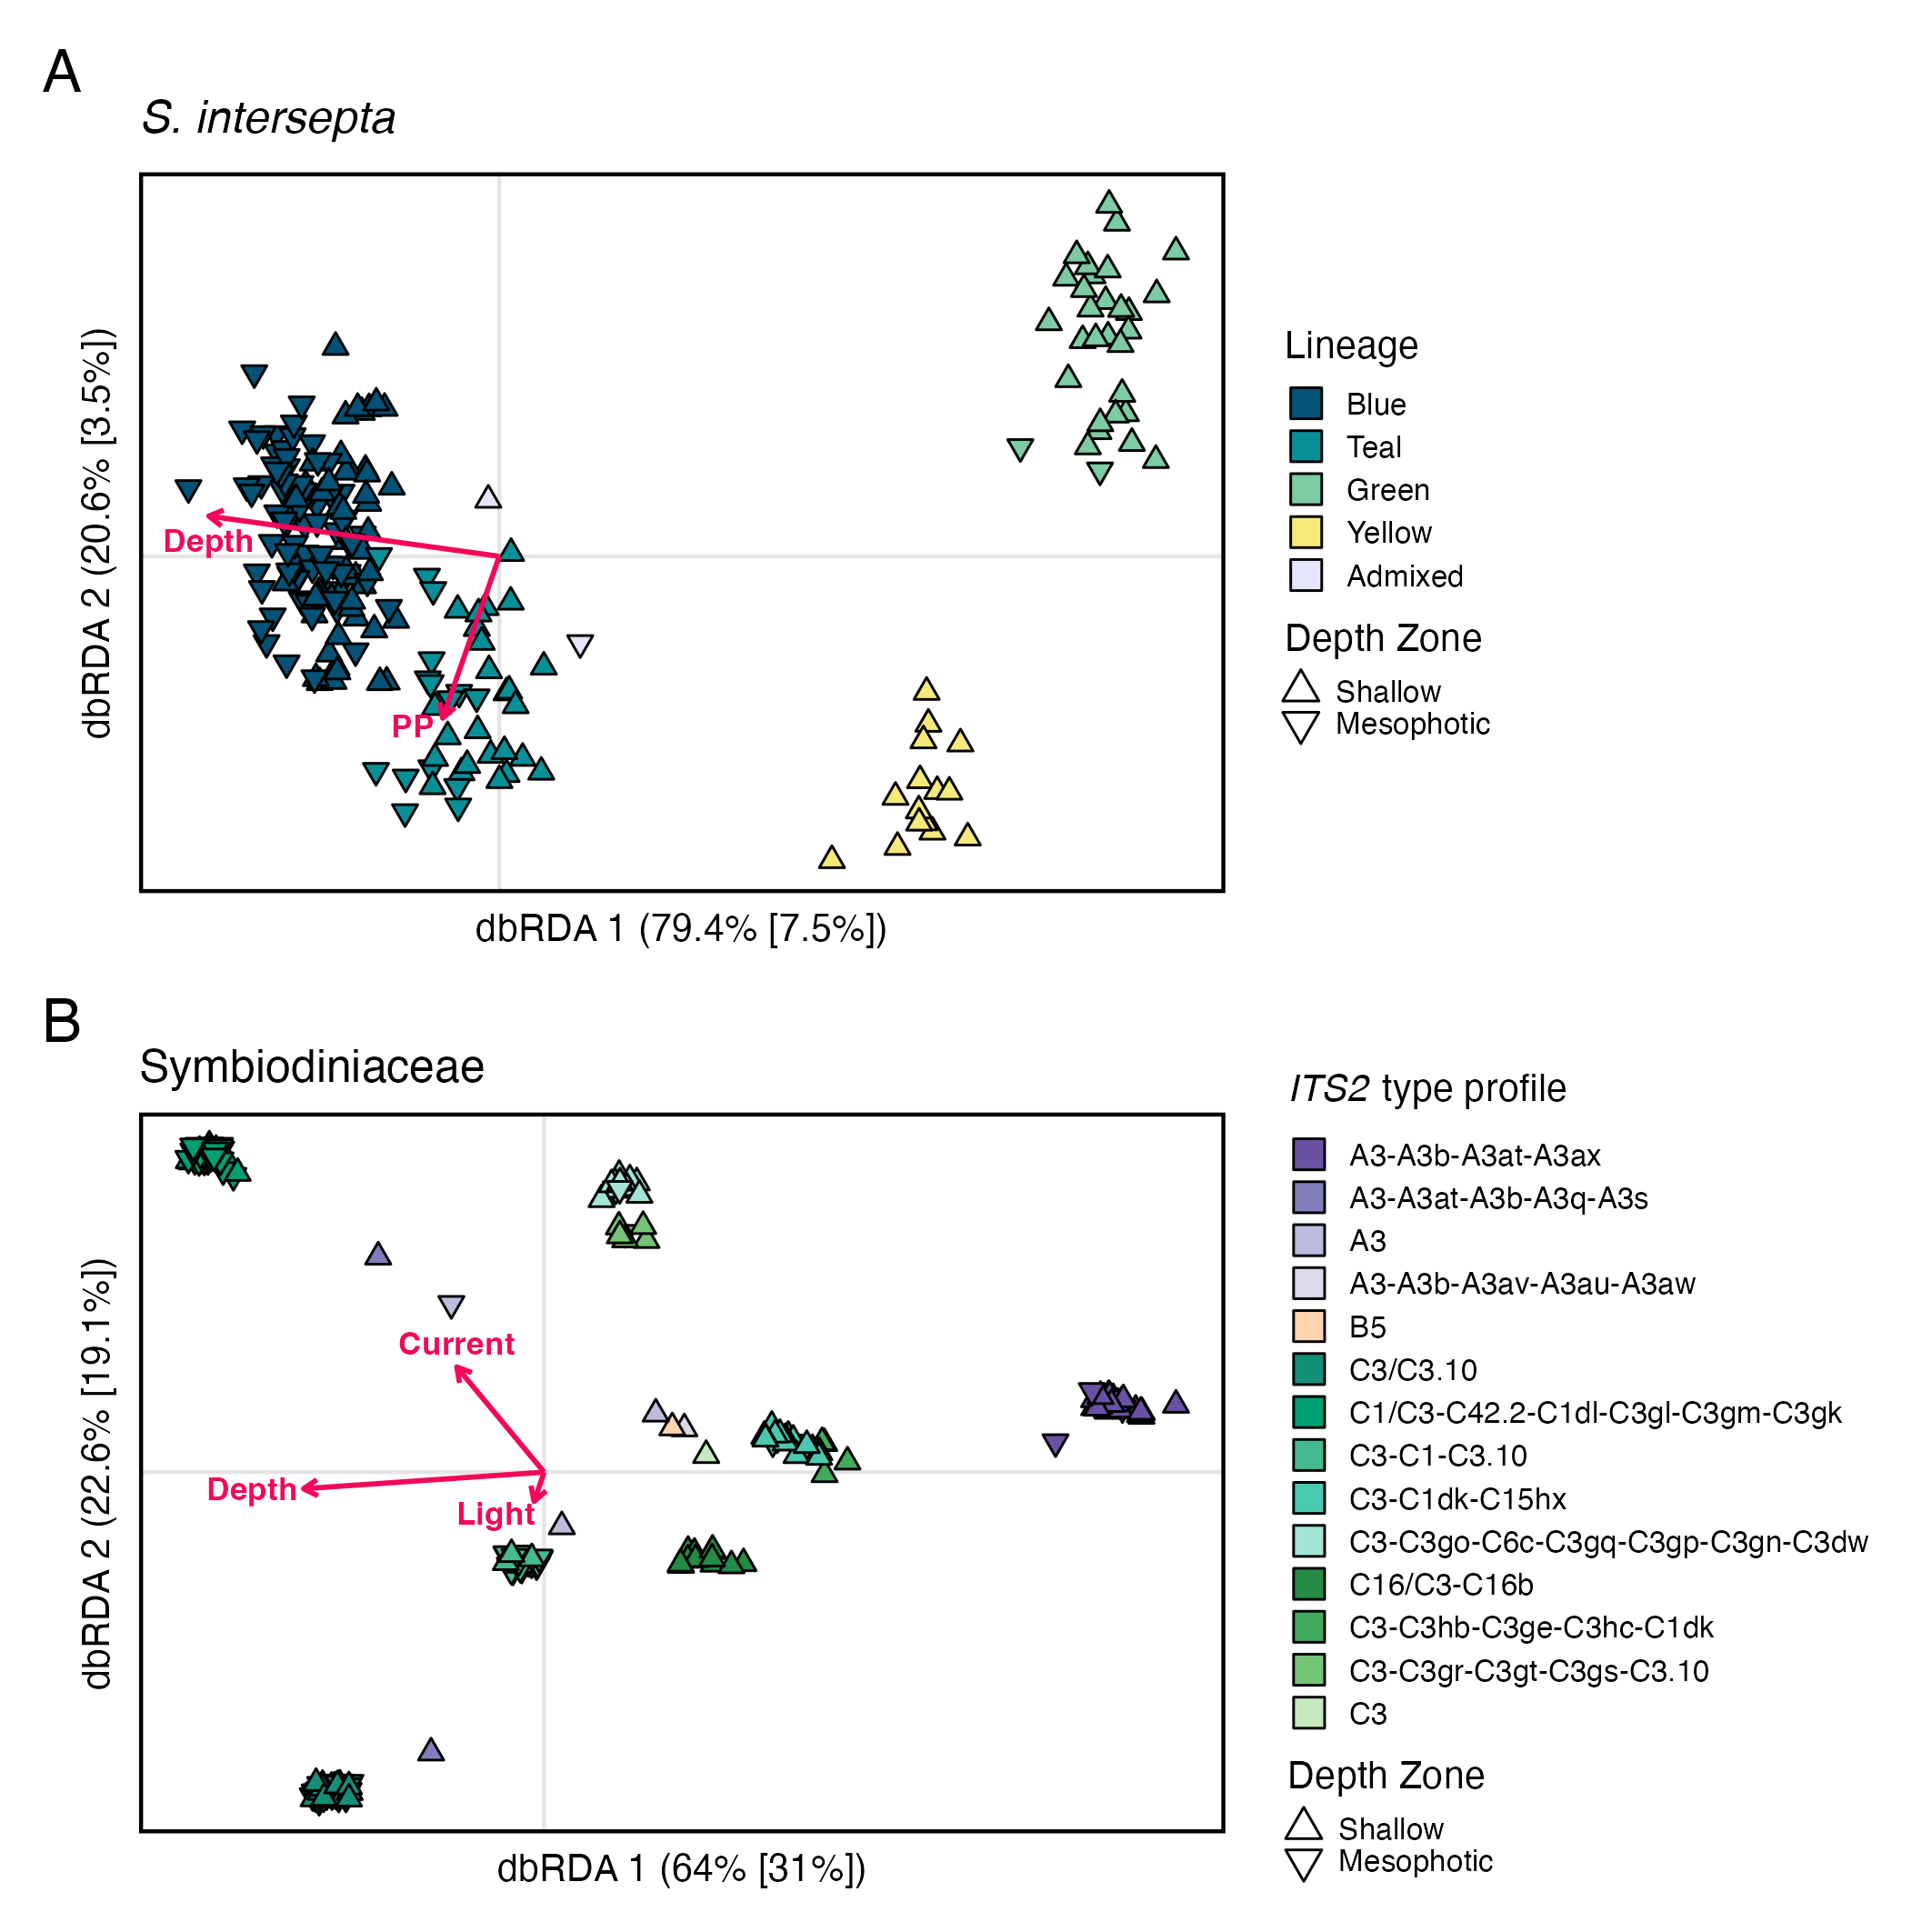 A
S. intersepta
dbRDA 2 (20.6% [3.5%])
Depth
PP
dbRDA 1 (79.4% [7.5%])
Lineage
Blue
Teal
Green
Yellow
Admixed
Depth Zone
Shallow
Mesophotic
B
Symbiodiniaceae
dbRDA 2 (22.6% [19.1%])
Current
Depth
Light
dbRDA 1 (64% [31%])
ITS2 type profile
A3-A3b-A3at-A3ax
A3-A3at-A3b-A3q-A3s
A3
A3-A3b-A3av-A3au-A3aw
B5
C3/C3.10
C1/C3-C42.2-C1dl-C3gl-C3gm-C3gk
C3-C1-C3.10
C3-C1dk-C15hx
C3-C3go-C6c-C3gq-C3gp-C3gn-C3dw
C16/C3-C16b
C3-C3hb-C3ge-C3hc-C1dk
C3-C3gr-C3gt-C3gs-C3.10
C3
Depth Zone
Shallow
Mesophotic